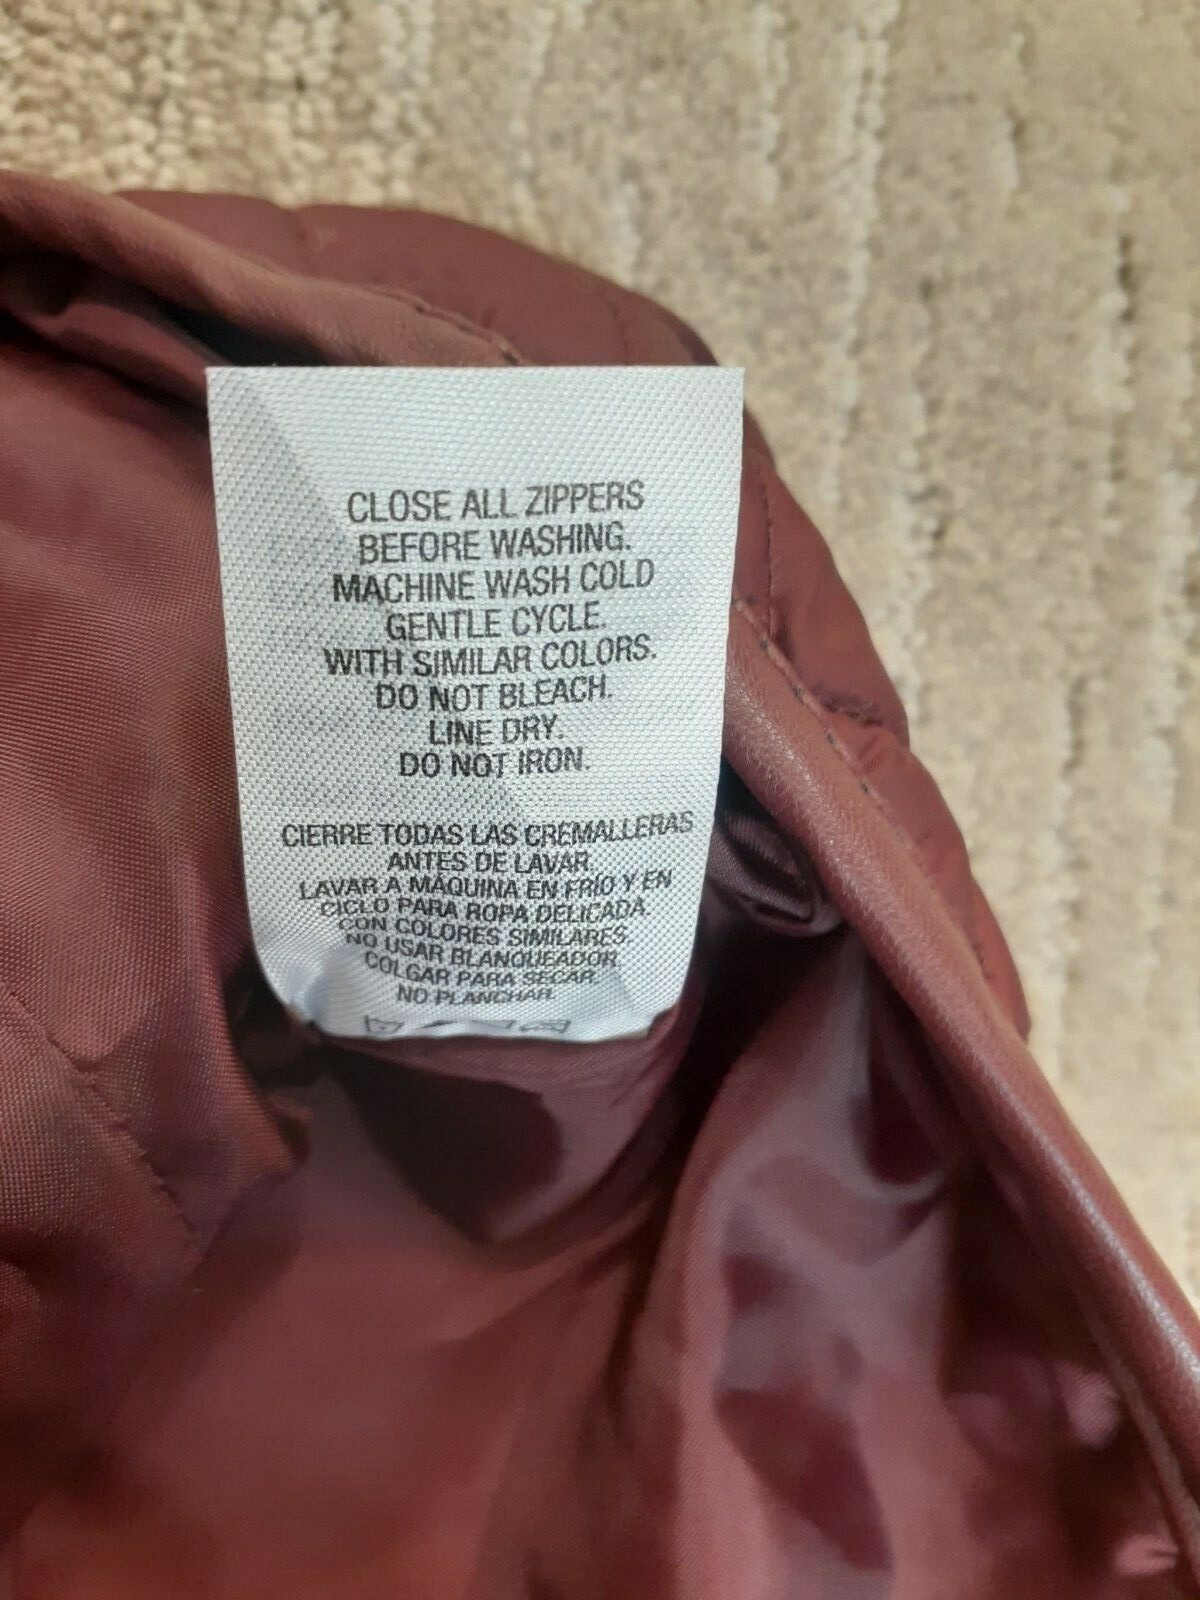 CLOSE ALL ZIPPERS
BEFORE WASHING.
MACHINE WASH COLD
GENTLE CYCLE.
WITH SIMILAR COLORS.
DO NOT BLEACH.
LINE DRY.
DO NOT IRON.
CIERRE TODAS LAS CREMALLERAS
ANTES DE LAVAR.
LAVAR A MÁQUINA EN FRÍO Y EN
CICLO PARA ROPA DELICADA.
CON COLORES SIMILARES.
NO USAR BLANQUEADOR
COLGAR PARA SECAR.
NO PLANCHAR.